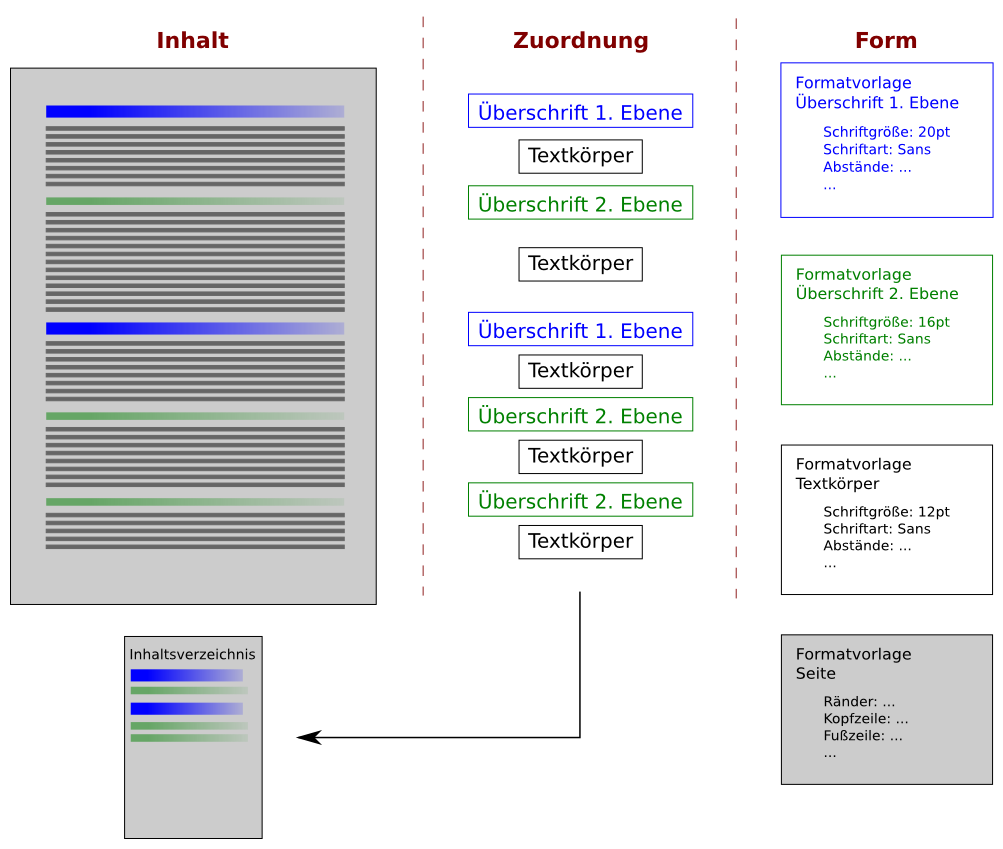 Inhalt
Zuordnung
Form
Überschrift 1. Ebene
Textkörper
Überschrift 2. Ebene
Textkörper
Überschrift 1. Ebene
Textkörper
Überschrift 2. Ebene
Textkörper
Überschrift 2. Ebene
Textkörper
Formatvorlage
Überschrift 1. Ebene
Schriftgröße: 20pt
Schriftart: Sans
Abstände: ...
...
Formatvorlage
Überschrift 2. Ebene
Schriftgröße: 16pt
Schriftart: Sans
Abstände: ...
...
Formatvorlage
Textkörper
Schriftgröße: 12pt
Schriftart: Sans
Abstände: ...
...
Formatvorlage
Seite
Ränder: ...
Kopfzeile: ...
Fußzeile: ...
...
Inhaltsverzeichnis